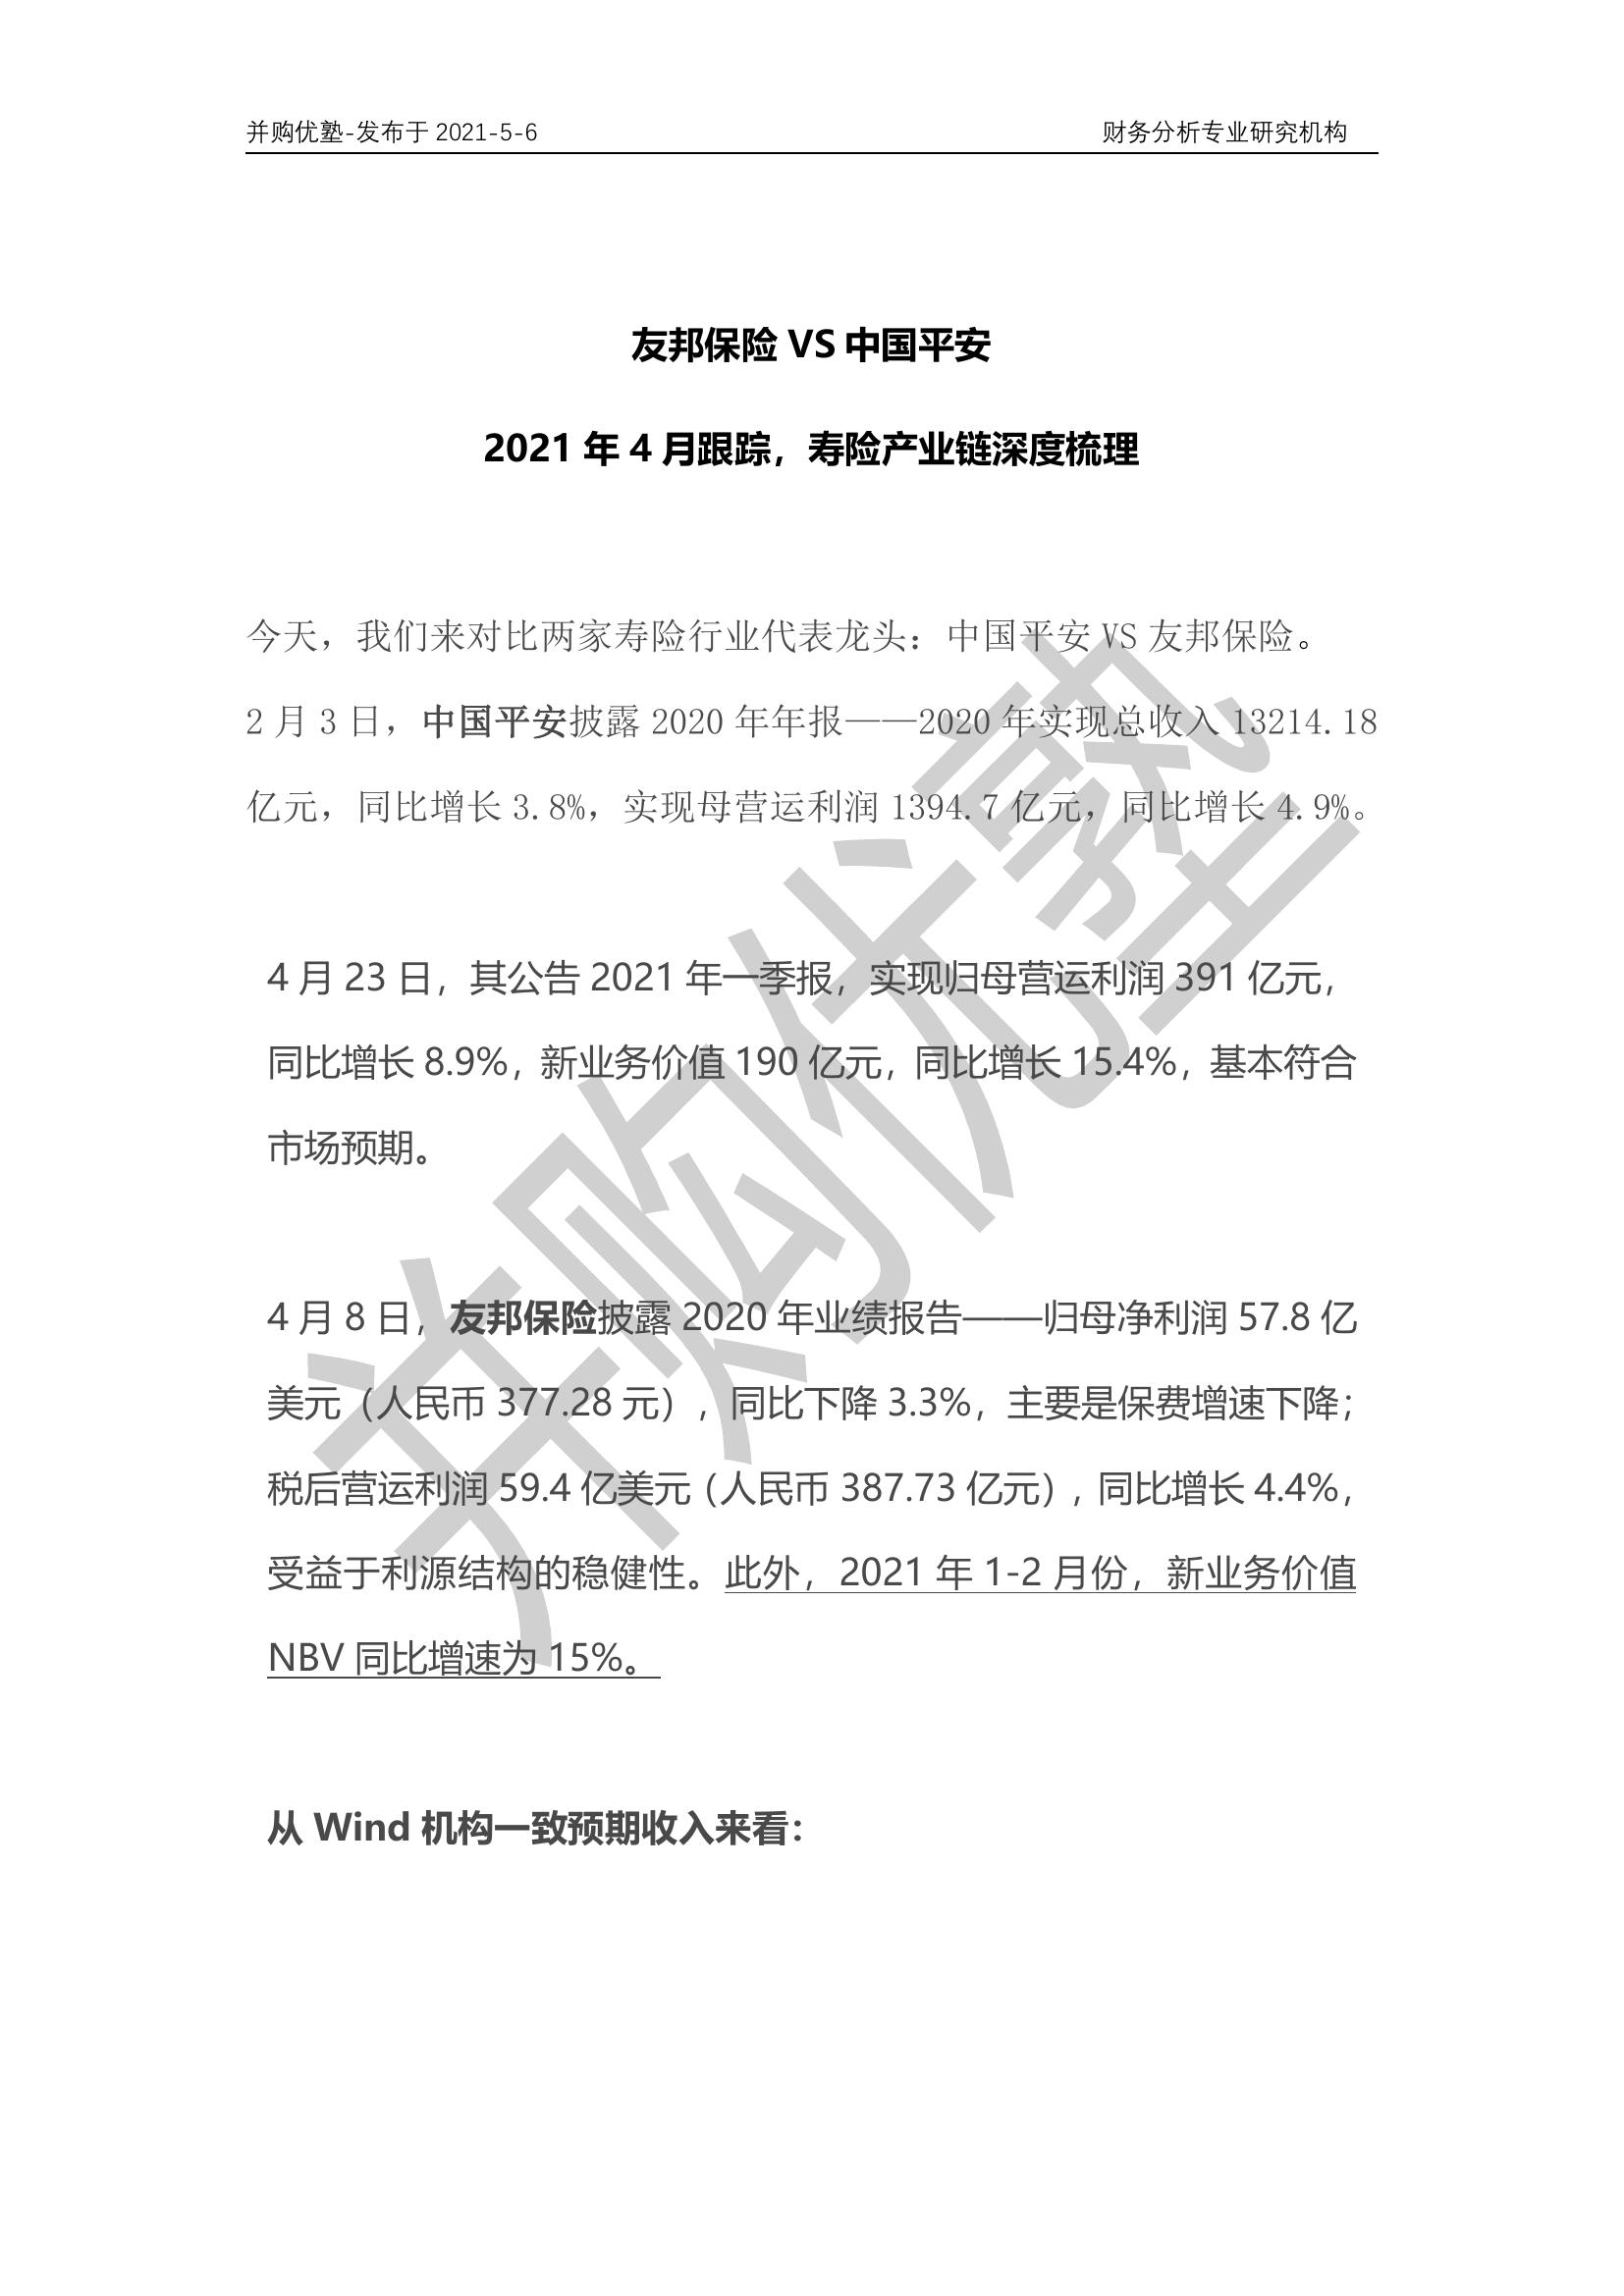 并购优塾-发布于 2021-5-6 财务分析专业研究机构
友邦保险 VS 中国平安
2021 年 4 月跟踪，寿险产业链深度梳理
今天，我们来对比两家寿险行业代表龙头：中国平安 VS 友邦保险。
2 月 3 日，中国平安披露 2020 年年报——2020 年实现总收入 13214.18
亿元，同比增长 3.8%，实现母营运利润 1394.7 亿元，同比增长 4.9%。
4 月 23 日，其公告 2021 年一季报，实现归母营运利润 391 亿元，
同比增长 8.9%，新业务价值 190 亿元，同比增长 15.4%，基本符合
市场预期。
4 月 8 日，友邦保险披露 2020 年业绩报告——归母净利润 57.8 亿
美元（人民币 377.28 元），同比下降 3.3%，主要是保费增速下降；
税后营运利润 59.4 亿美元（人民币 387.73 亿元），同比增长 4.4%，
受益于利源结构的稳健性。此外，2021 年 1-2 月份，新业务价值
NBV 同比增速为 15%。
从 Wind 机构一致预期收入来看：
并购优塾